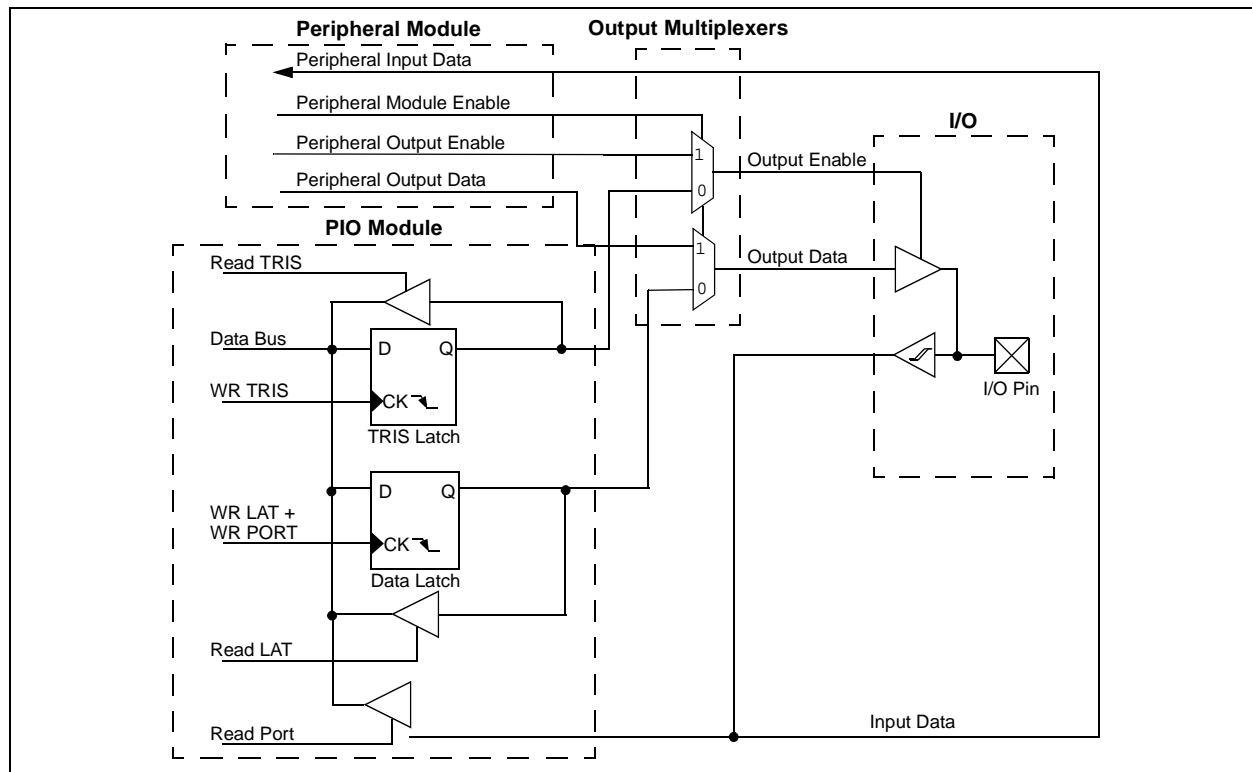 Peripheral Module
Output Multiplexers
Peripheral Input Data
Peripheral Module Enable
I/O
Peripheral Output Enable
1
Output Enable
Peripheral Output Data
0
PIO Module
1
Output Data
Read TRIS
0
Data Bus
D
Q
WR TRIS
CK
I/O Pin
TRIS Latch
D
Q
WR LAT +
WR PORT
CK
Data Latch
Read LAT
Input Data
Read Port